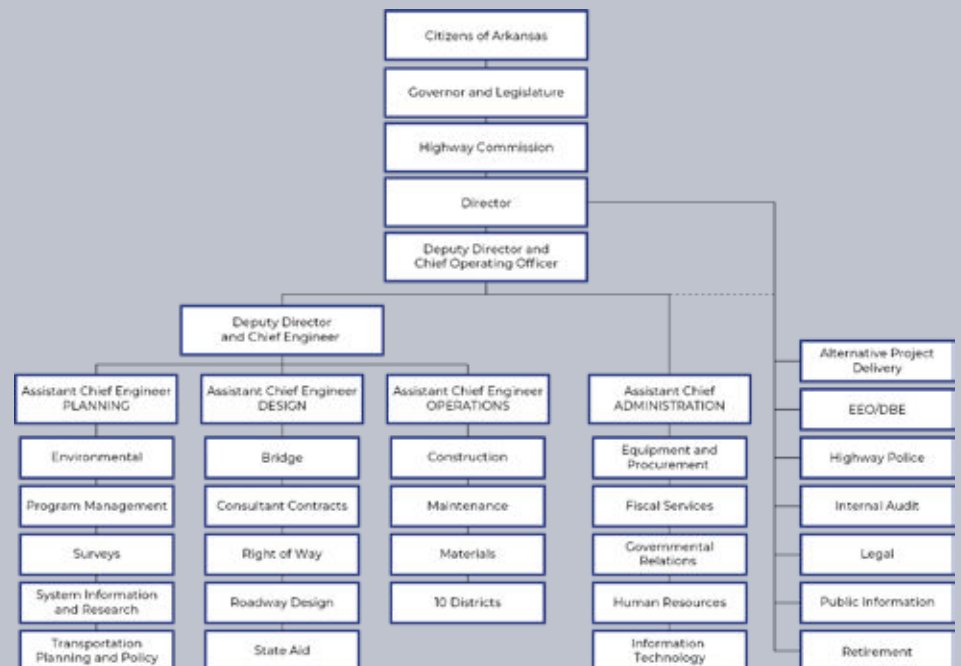 Citizens of Arkansas
Governor and Legislature
Highway Commission
Director
Deputy Director and
Chief Operating Officer
Deputy Director
and Chief Engineer
Assistant Chief Engineer
PLANNING
Environmental
Program Management
Surveys
System Information
and Research
Transportation
Planning and Policy
Assistant Chief Engineer
DESIGN
Bridge
Consultant Contracts
Right of Way
Roadway Design
State Aid
Assistant Chief Engineer
OPERATIONS
Construction
Maintenance
Materials
10 Districts
Assistant Chief
ADMINISTRATION
Equipment and
Procurement
Fiscal Services
Governmental
Relations
Human Resources
Information
Technology
Alternative Project
Delivery
EEO/DBE
Highway Police
Internal Audit
Legal
Public Information
Retirement